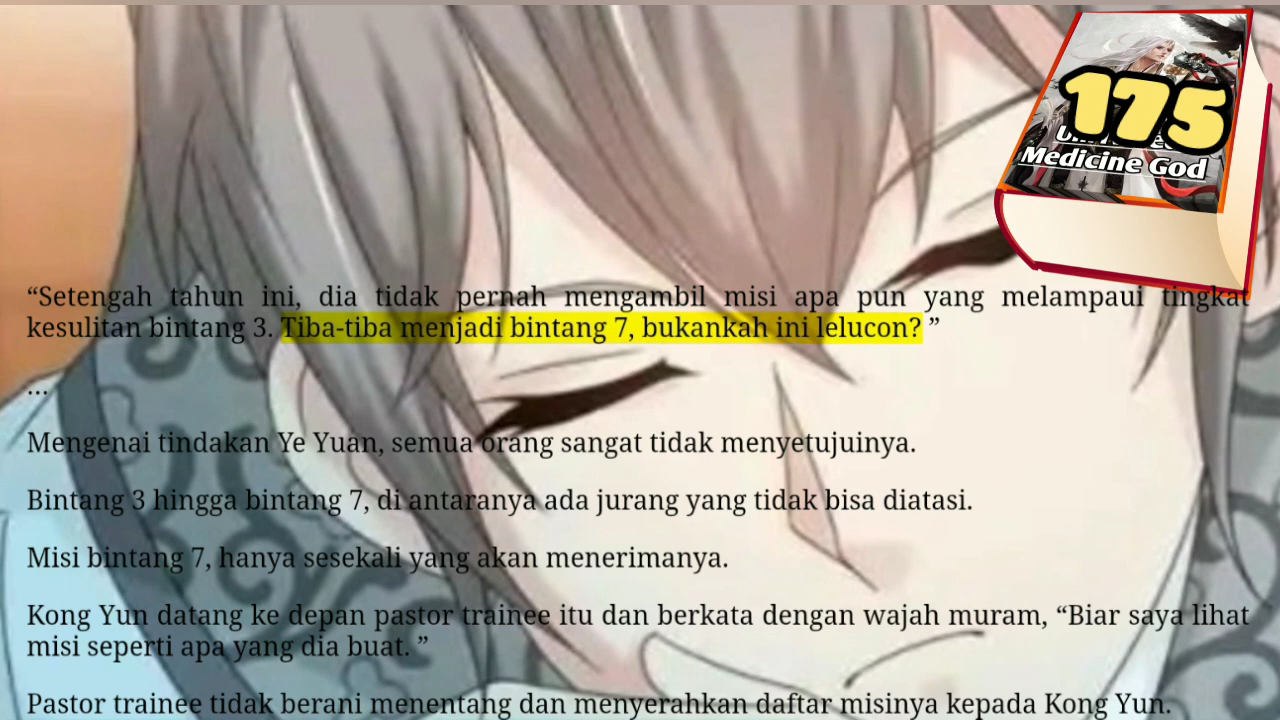 175
Medicine God
“Setengah tahun ini, dia tidak pernah mengambil misi apa pun yang melampaui tingkat
kesulitan bintang 3. Tiba-tiba menjadi bintang 7, bukankah ini lelucon? ”
…
Mengenai tindakan Ye Yuan, semua orang sangat tidak menyetujuinya.
Bintang 3 hingga bintang 7, di antaranya ada jurang yang tidak bisa diatasi.
Misi bintang 7, hanya sesekali yang akan menerimanya.
Kong Yun datang ke depan pastor trainee itu dan berkata dengan wajah muram, “Biar saya lihat
misi seperti apa yang dia buat. ”
Pastor trainee tidak berani menentang dan menyerahkan daftar misinya kepada Kong Yun.